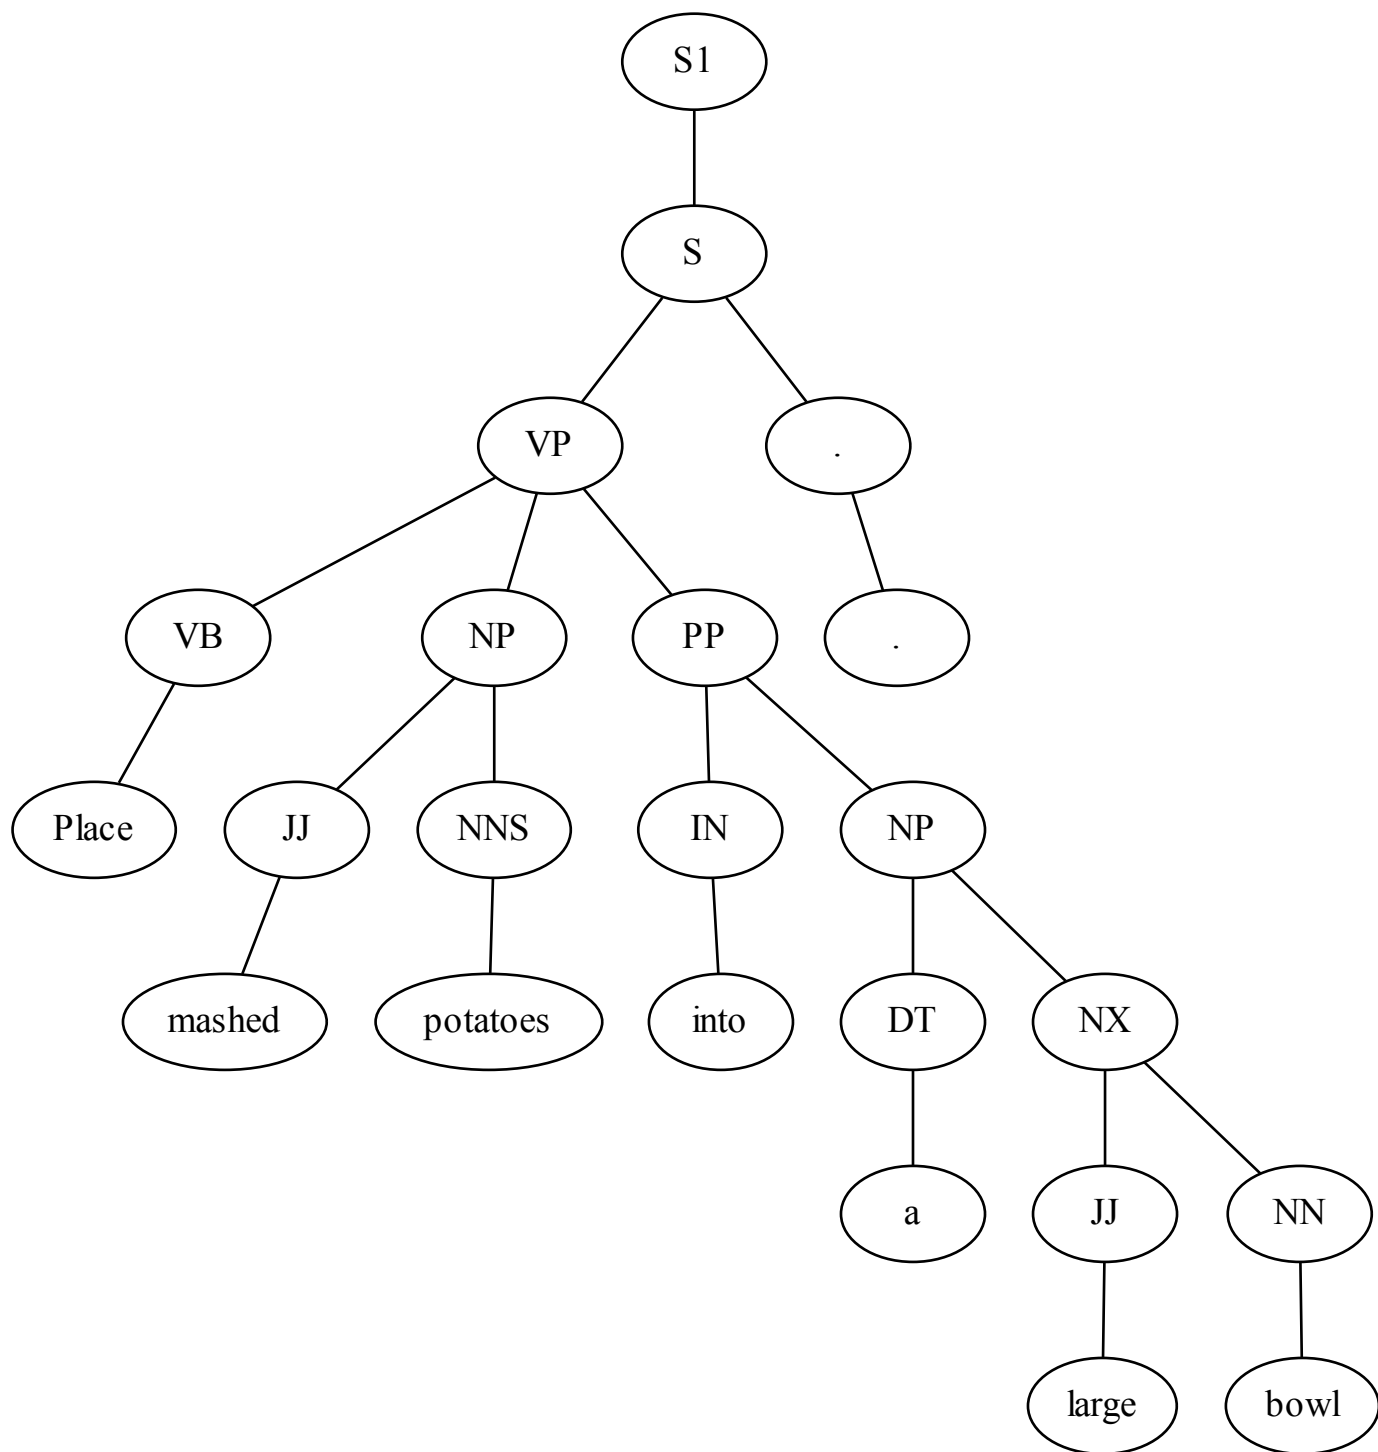 S1
S
VP .
VB NP PP .
Place JJ NNS IN NP
mashed potatoes into DT NX
a JJ NN
large bowl